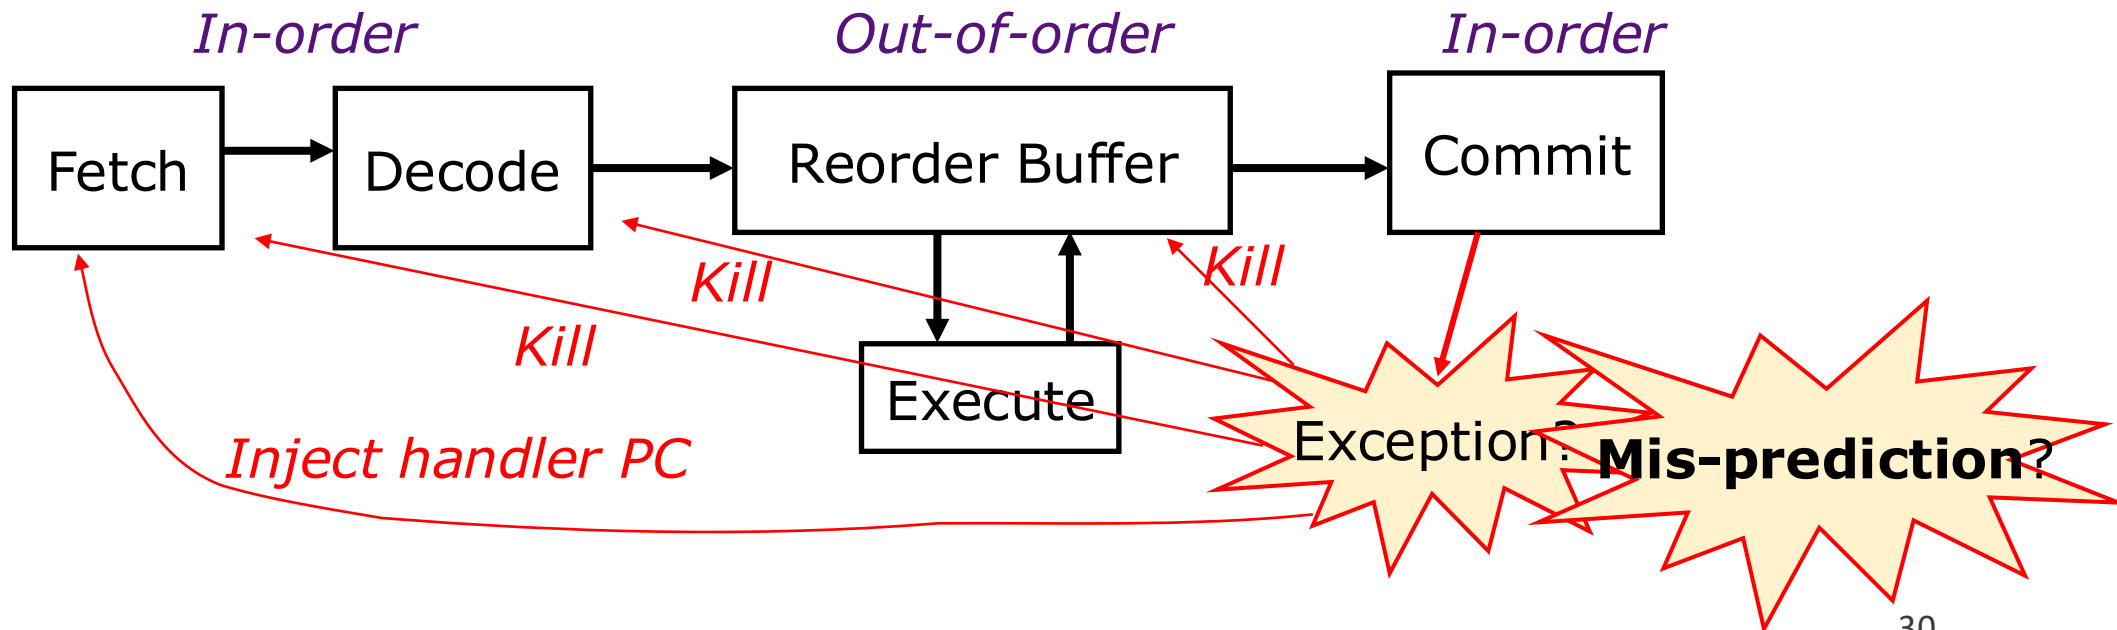 In-order
Out-of-order
In-order
Fetch
Decode
Reorder Buffer
Commit
Kill
Kill
Kill
Execute
Exception?
Mis-prediction?
Inject handler PC
30